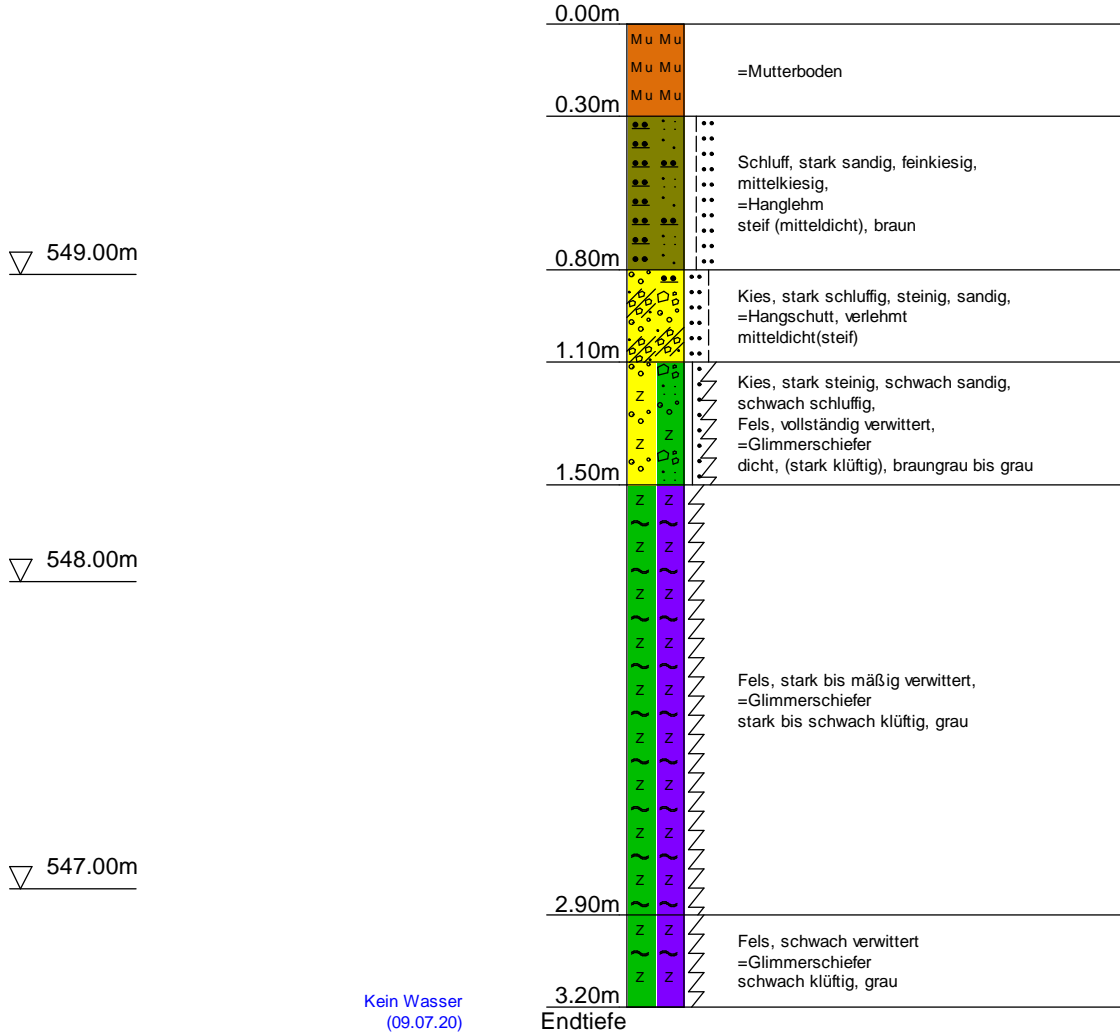 0.00m
Mu Mu
Mu Mu
Mu Mu
=Mutterboden
0.30m
Schluff, stark sandig, feinkiesig,
mittelkiesig,
=Hanglehm
steif (mitteldicht), braun
549.00m
0.80m
Kies, stark schluffig, steinig, sandig,
=Hangschutt, verlehmt
mitteldicht(steif)
1.10m
Kies, stark steinig, schwach sandig,
schwach schluffig,
Fels, vollständig verwittert,
=Glimmerschiefer
dicht, (stark klüftig), braungrau bis grau
Z
Z
Z
1.50m
Z Z
Z Z
548.00m
Z Z
Z Z
Z Z
Fels, stark bis mäßig verwittert,
=Glimmerschiefer
stark bis schwach klüftig, grau
Z Z
Z Z
Z Z
547.00m
Z Z
2.90m
Z Z
Z Z
Fels, schwach verwittert
=Glimmerschiefer
schwach klüftig, grau
3.20m
Kein Wasser
(09.07.20)
Endtiefe